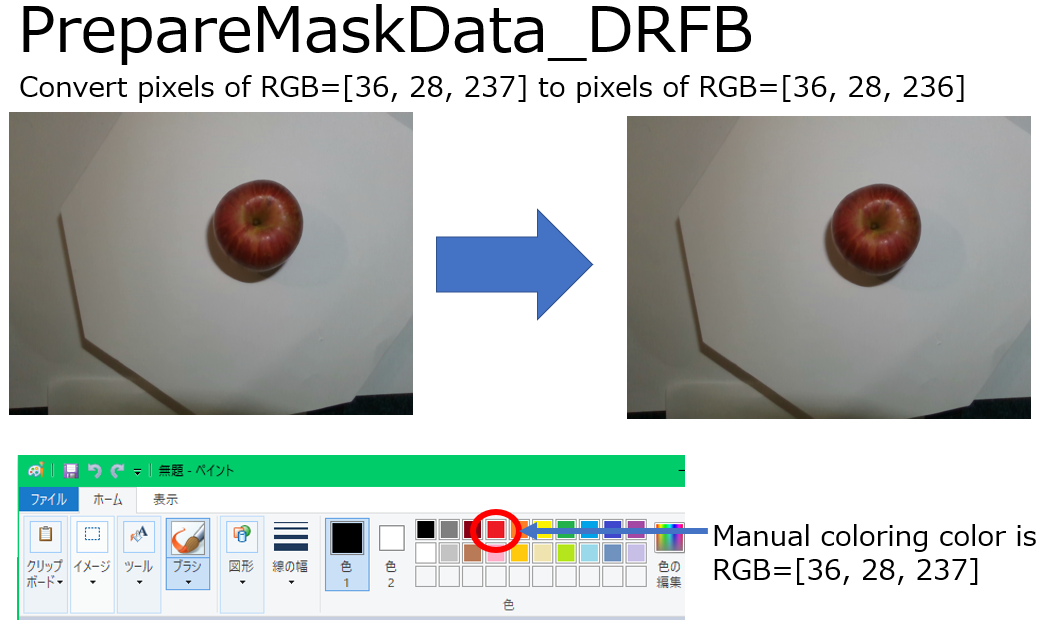 PrepareMaskData_DRFB
Convert pixels of RGB=[36, 28, 237] to pixels of RGB=[36, 28, 236]
無題 - ペイント
ファイル ホーム 表示
クリップ
ボード
イメージ
ツール
ブラシ
図形
線の幅
色
1
色
2
色の
編集
色
Manual coloring color is
RGB=[36, 28, 237]